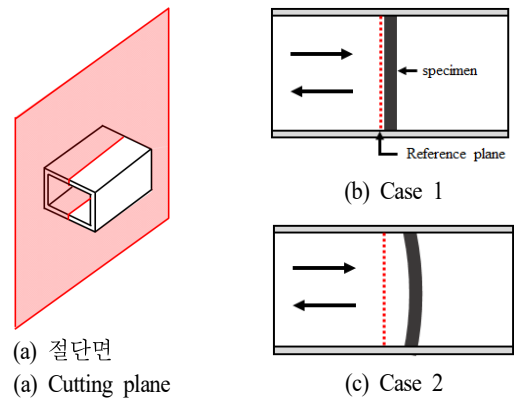 specimen
Reference plane
(b) Case 1
(a) 절단면
(a) Cutting plane
(c) Case 2